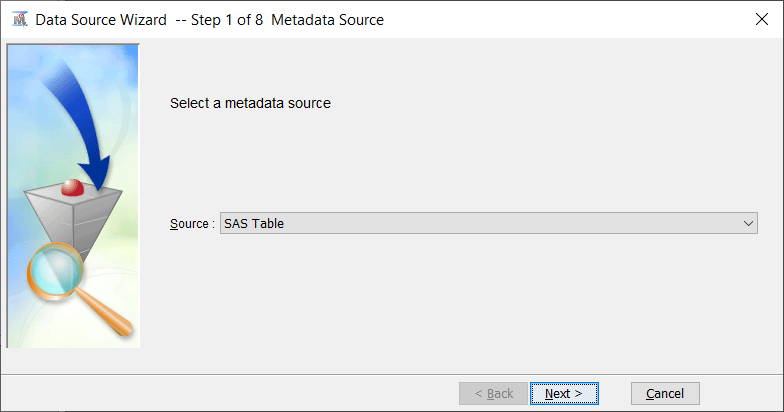 Data Source Wizard -- Step 1 of 8 Metadata Source
Select a metadata source
Source : SAS Table
< Back Next > Cancel